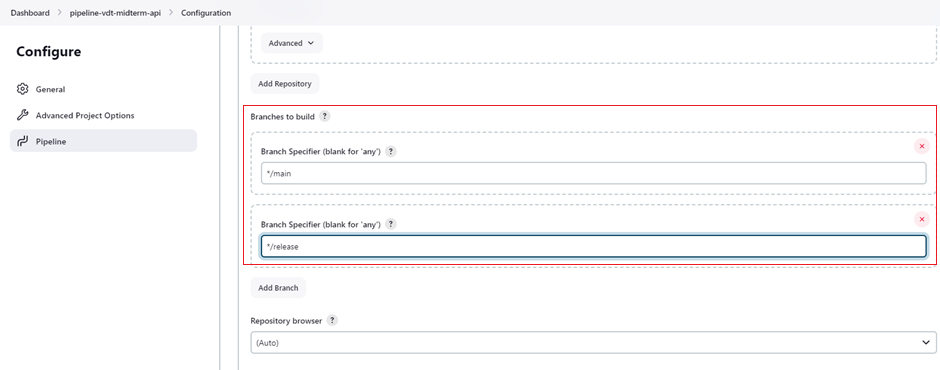 Dashboard > pipeline-vdt-midterm-api > Configuration
Configure
General
Advanced Project Options
Pipeline
Advanced
Add Repository
Branches to build ?
Branch Specifier (blank for 'any') ?
*/main
Branch Specifier (blank for 'any') ?
*/release
Add Branch
Repository browser ?
(Auto)